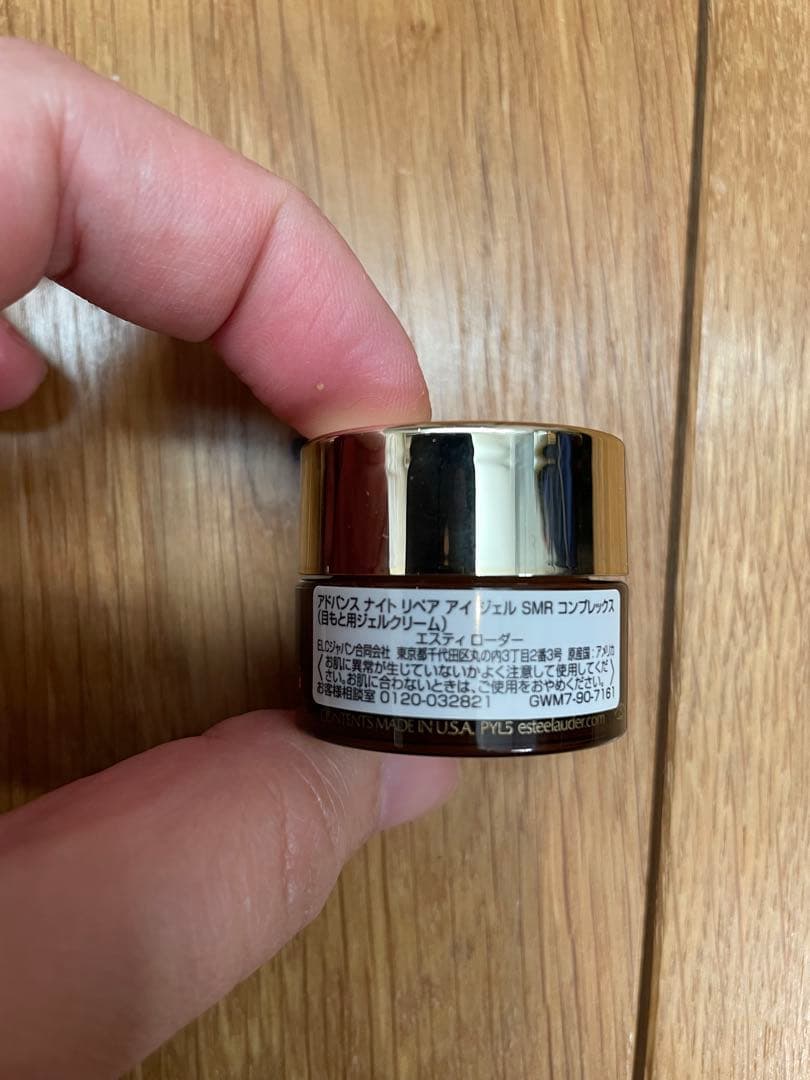 アドバンス ナイト リペア アイ ジェル SMR コンプレックス
(目もと用ジェルクリーム)
エスティ ローダー
ELCジャパン合同会社 東京都千代田区丸の内3丁目2番3号 原産国:アメリカ
〈お肌に異常が生じていないかよく注意して使用してくだ
さい。お肌に合わないときは、ご使用をおやめください。〉
お客様相談室 0120-032821 GWM7-90-7161
CONTENTS MADE IN U.S.A. PYL5 esteelauder.com